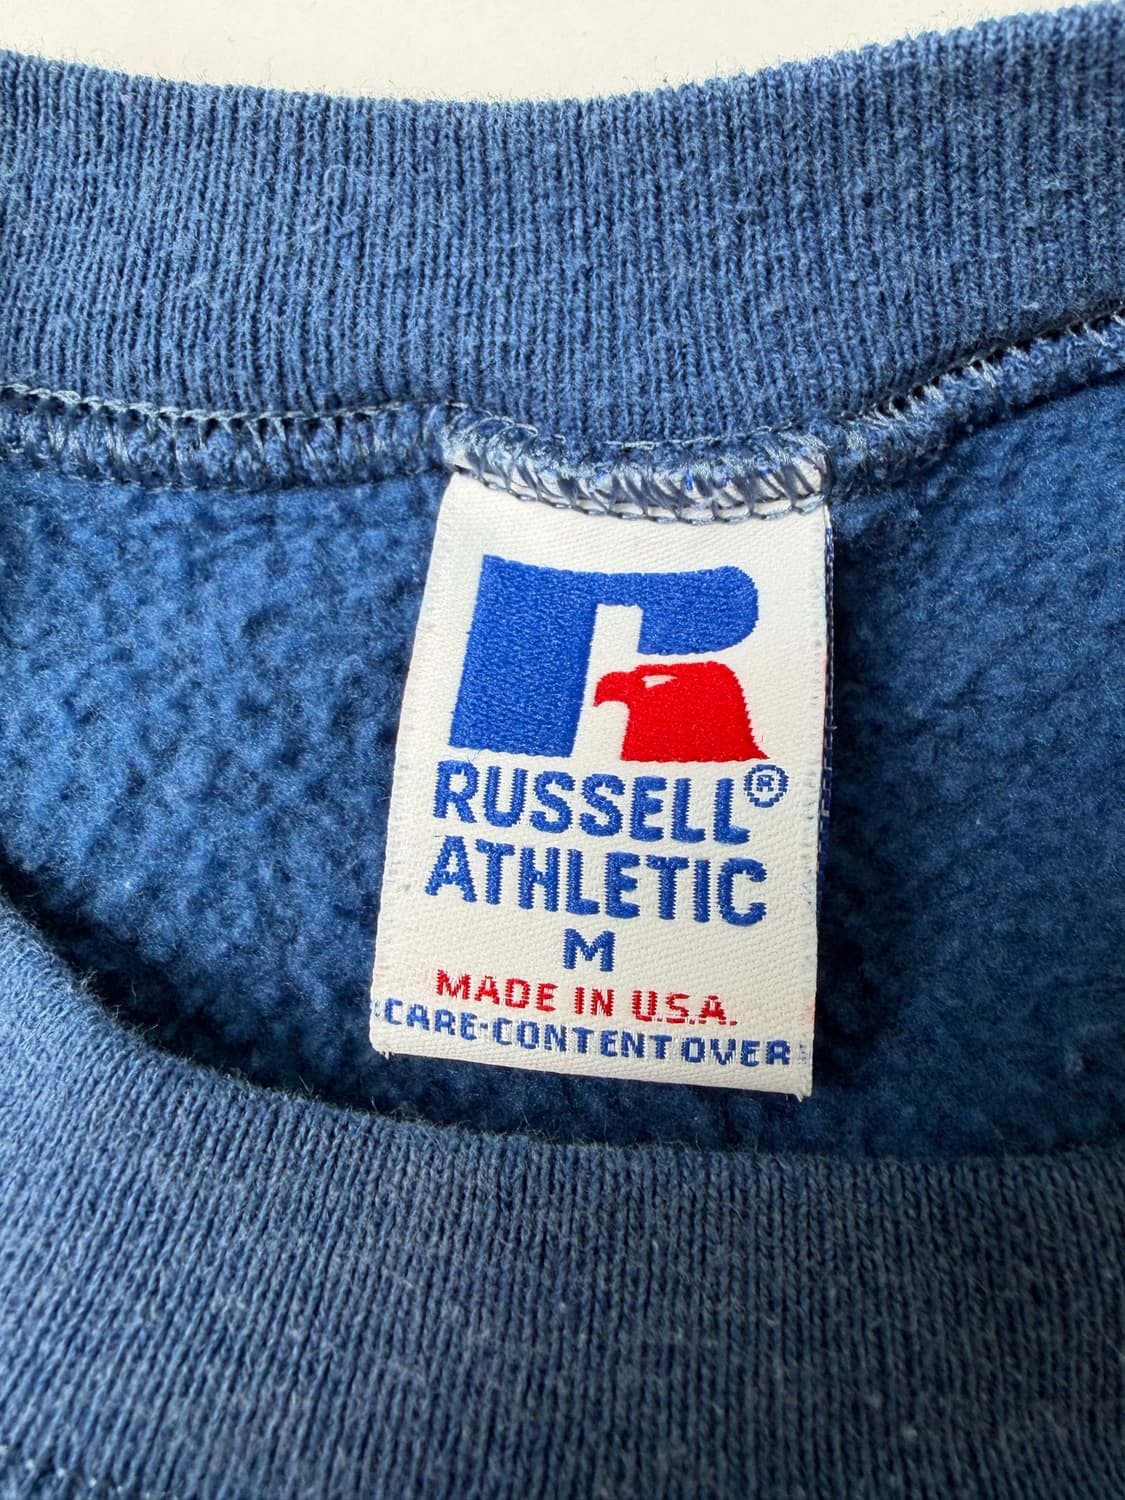 RUSSELL®
ATHLETIC
M
MADE IN U.S.A.
CARE-CONTENT OVER